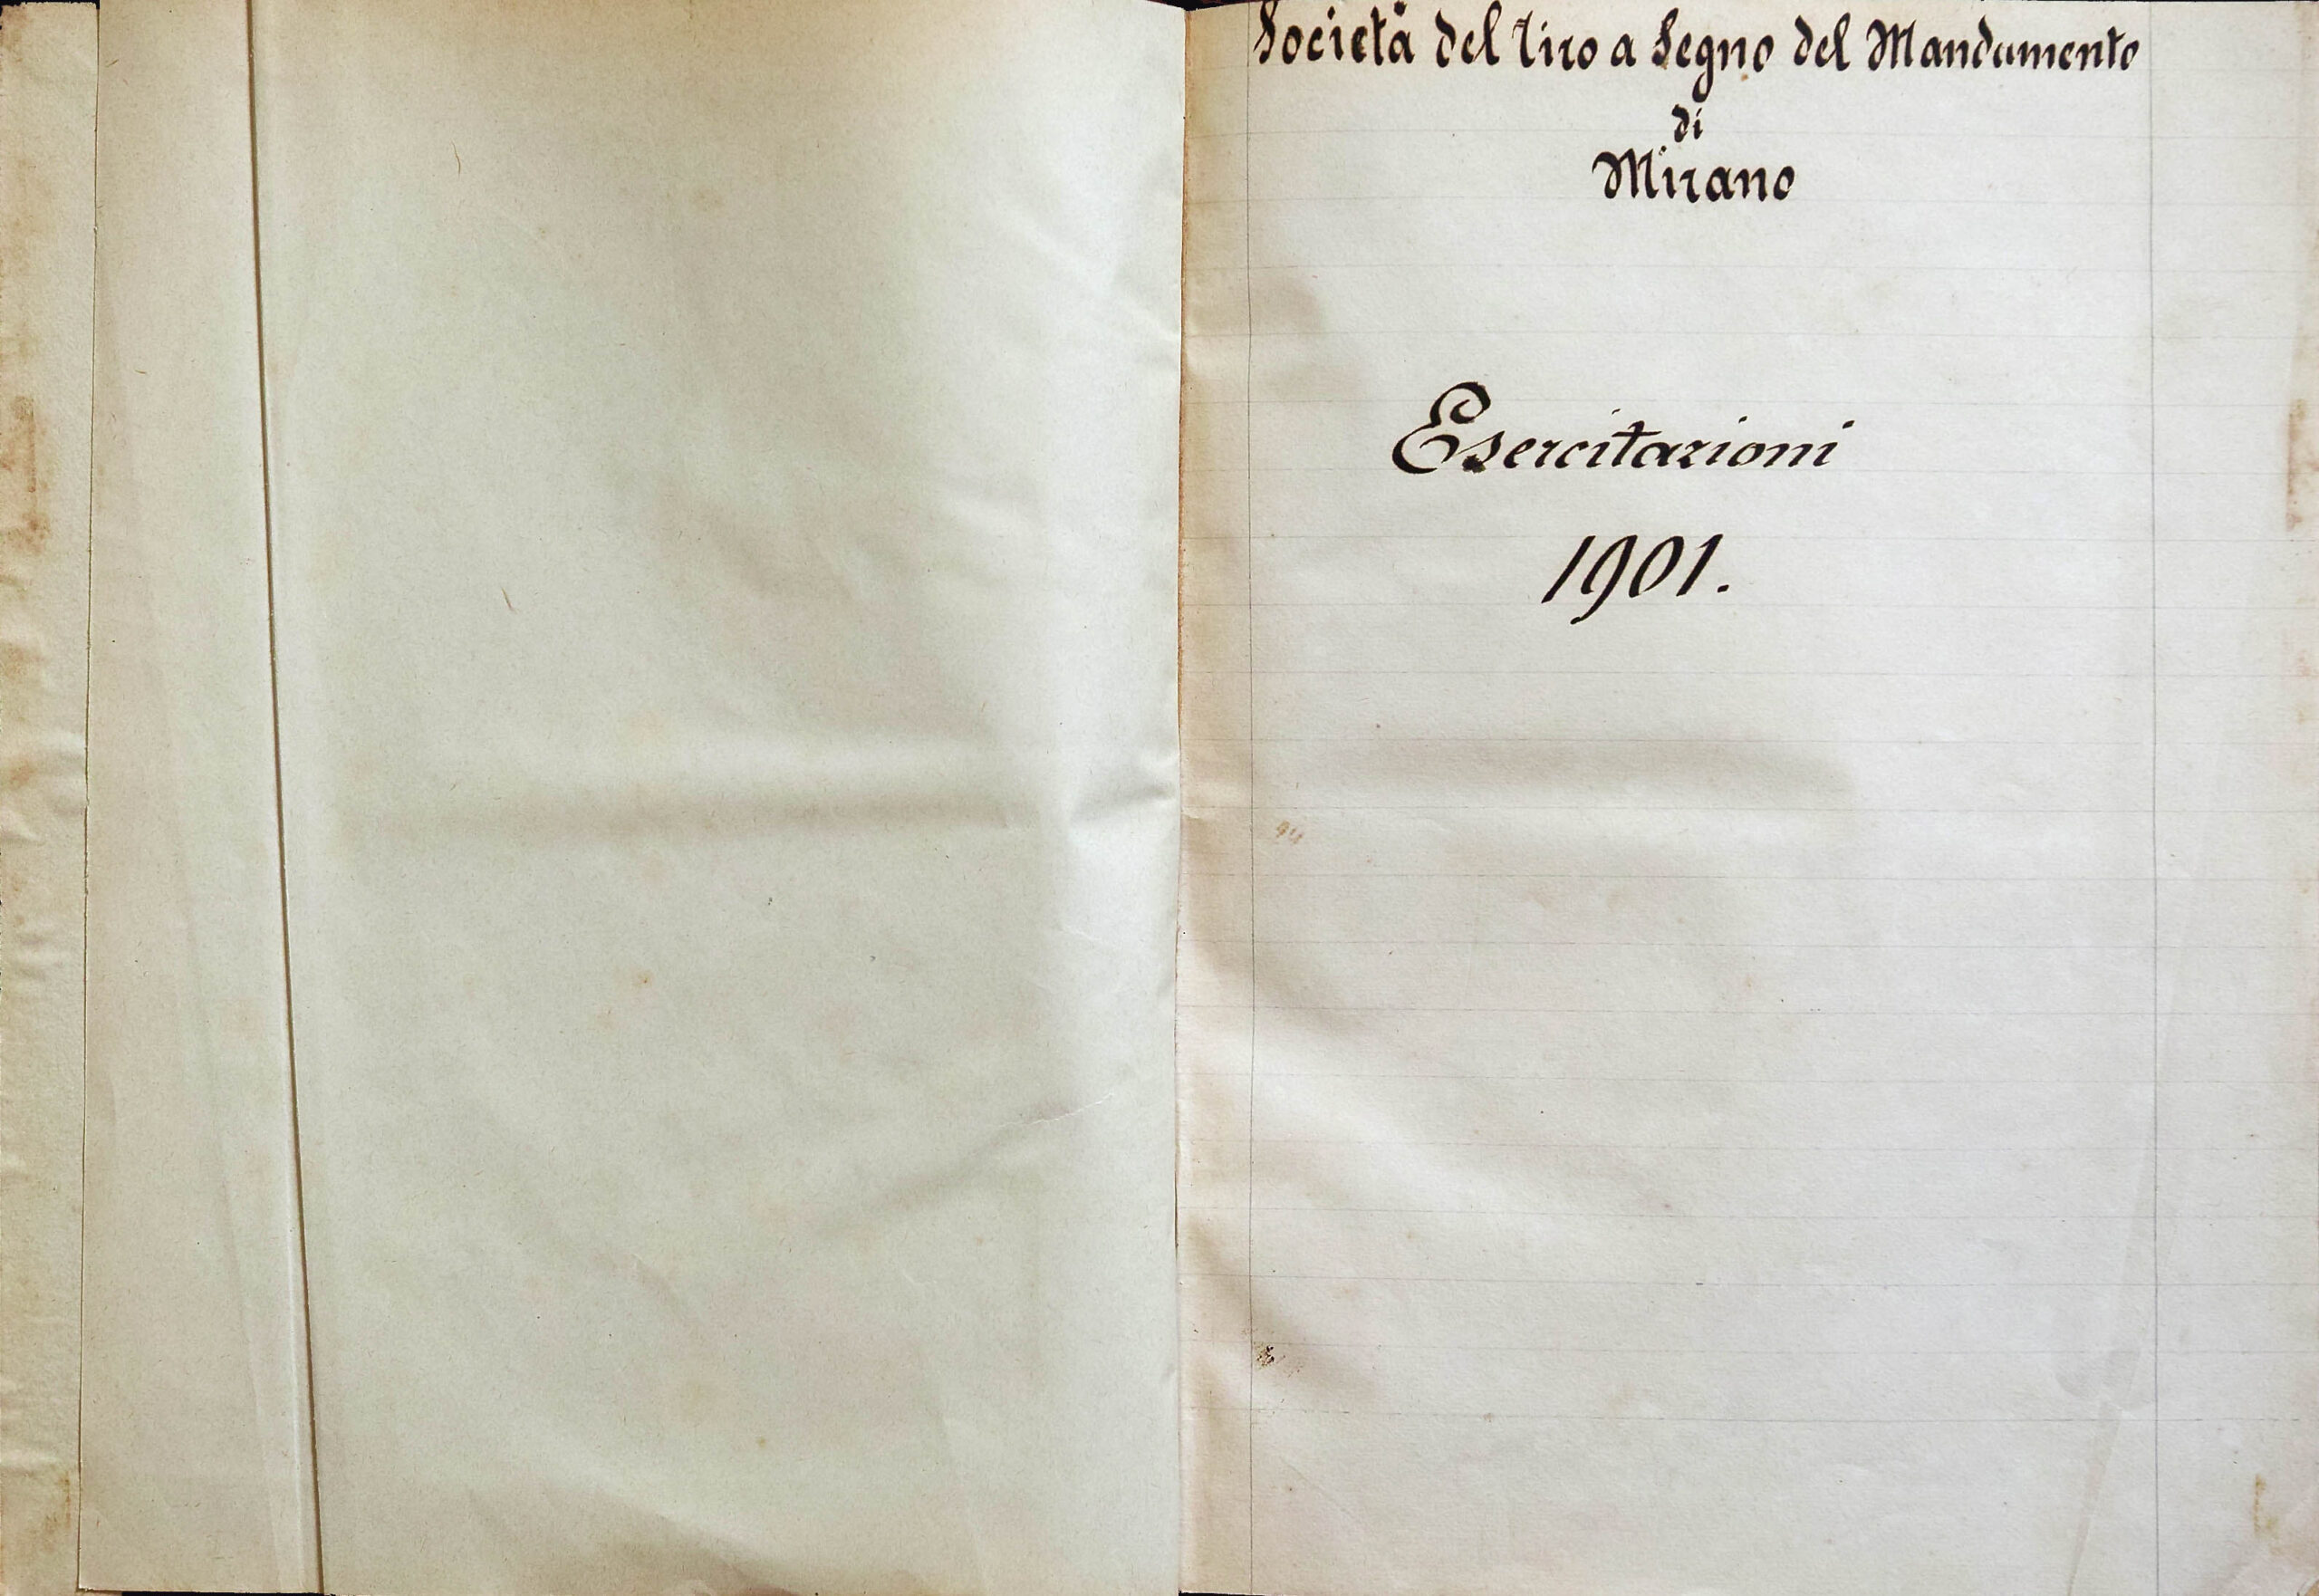 Società del Tiro a Segno del Mandamento
di
Mirano
Esercitazioni
1901.